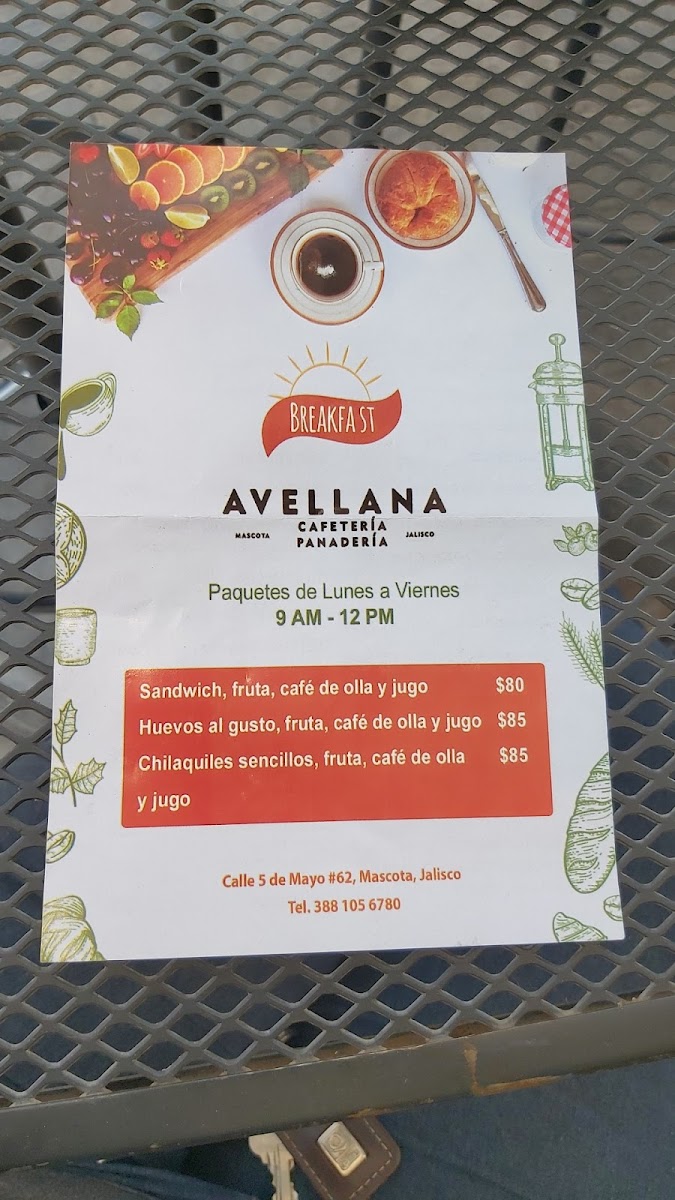 BREAKFAST
AVELLANA
CAFETERÍA
MASCOTA PANADERÍA JALISCO
Paquetes de Lunes a Viernes
9 AM - 12 PM
Sandwich, fruta, café de olla y jugo $80
Huevos al gusto, fruta, café de olla y jugo $85
Chilaquiles sencillos, fruta, café de olla $85
y jugo
Calle 5 de Mayo #62, Mascota, Jalisco
Tel. 388 105 6780